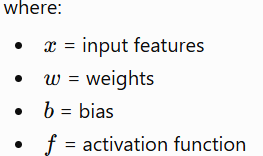 where:
• x = input features
• w = weights
• b = bias
• f = activation function